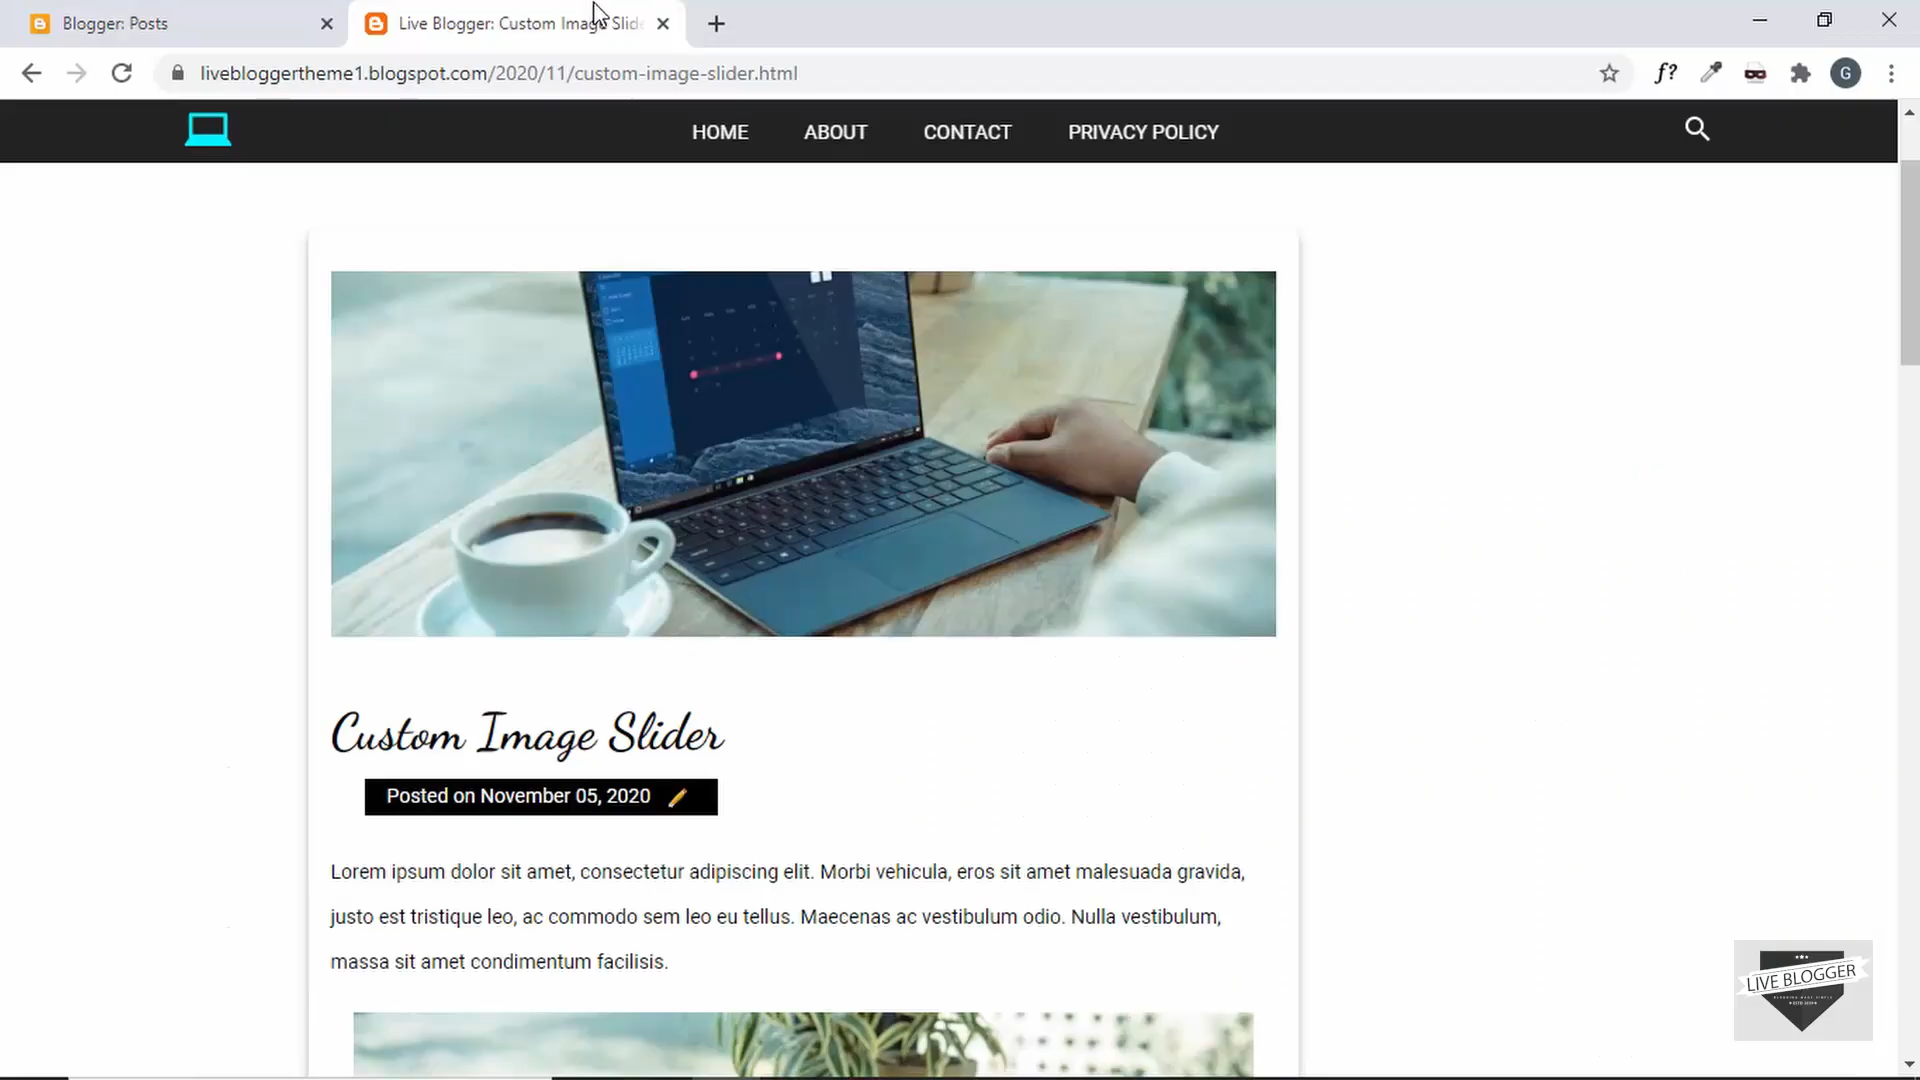 Blogger: Posts
Live Blogger: Custom Image Slide
livebloggertheme1.blogspot.com/2020/11/custom-image-slider.html
f?
G
HOME
ABOUT
CONTACT
PRIVACY POLICY
Custom Image Slider
Posted on November 05, 2020
Lorem ipsum dolor sit amet, consectetur adipiscing elit. Morbi vehicula, eros sit amet malesuada gravida,
justo est tristique leo, ac commodo sem leo eu tellus. Maecenas ac vestibulum odio. Nulla vestibulum,
massa sit amet condimentum facilisis.
LIVE BLOGGER